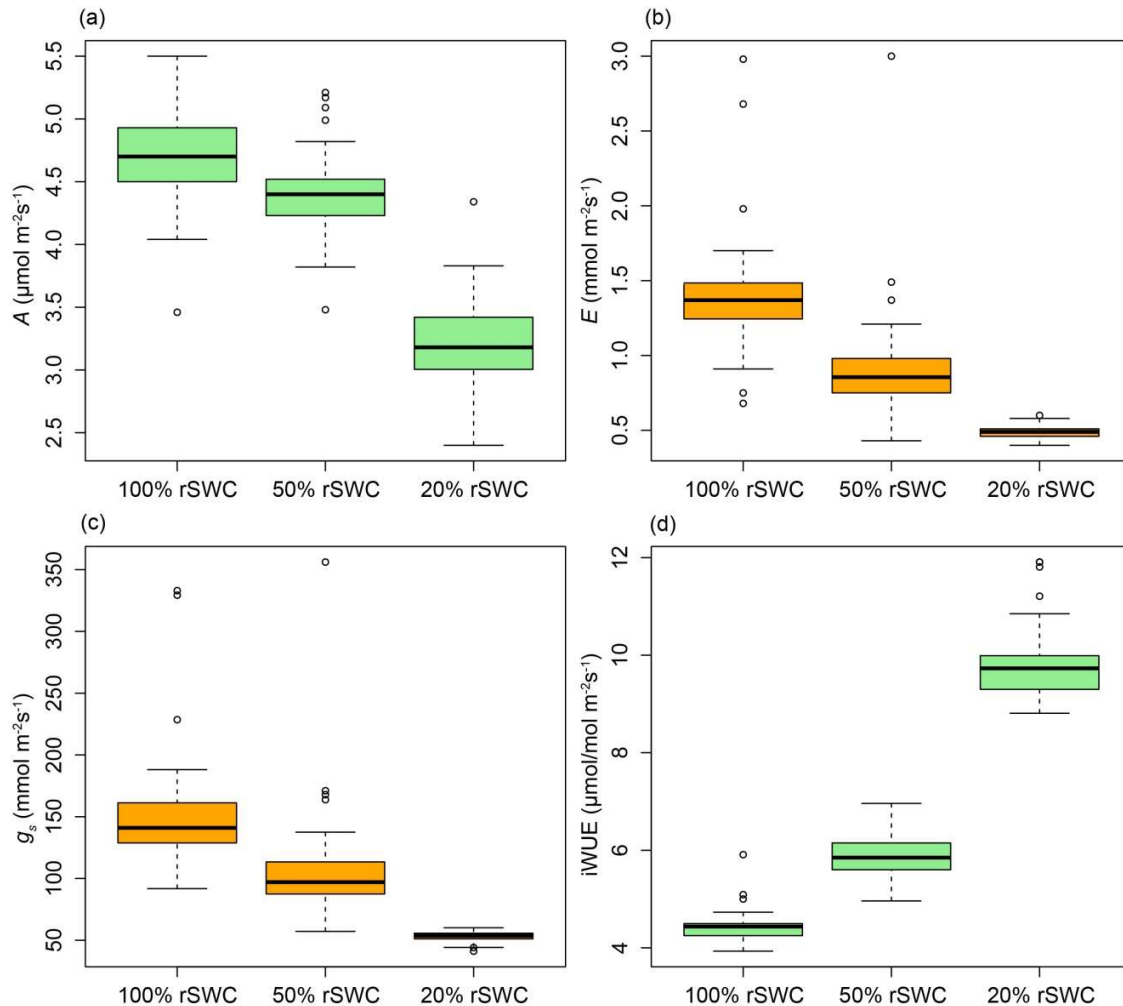 (a)
A (µmol m⁻²s⁻¹)
5.5
5.0
4.5
4.0
3.5
3.0
2.5
100% rSWC 50% rSWC 20% rSWC
(b)
E (mmol m⁻²s⁻¹)
3.0
2.5
2.0
1.5
1.0
0.5
100% rSWC 50% rSWC 20% rSWC
(c)
gₛ (mmol m⁻²s⁻¹)
350
300
250
200
150
100
50
100% rSWC 50% rSWC 20% rSWC
(d)
iWUE (µmol/mol m⁻²s⁻¹)
12
10
8
6
4
100% rSWC 50% rSWC 20% rSWC